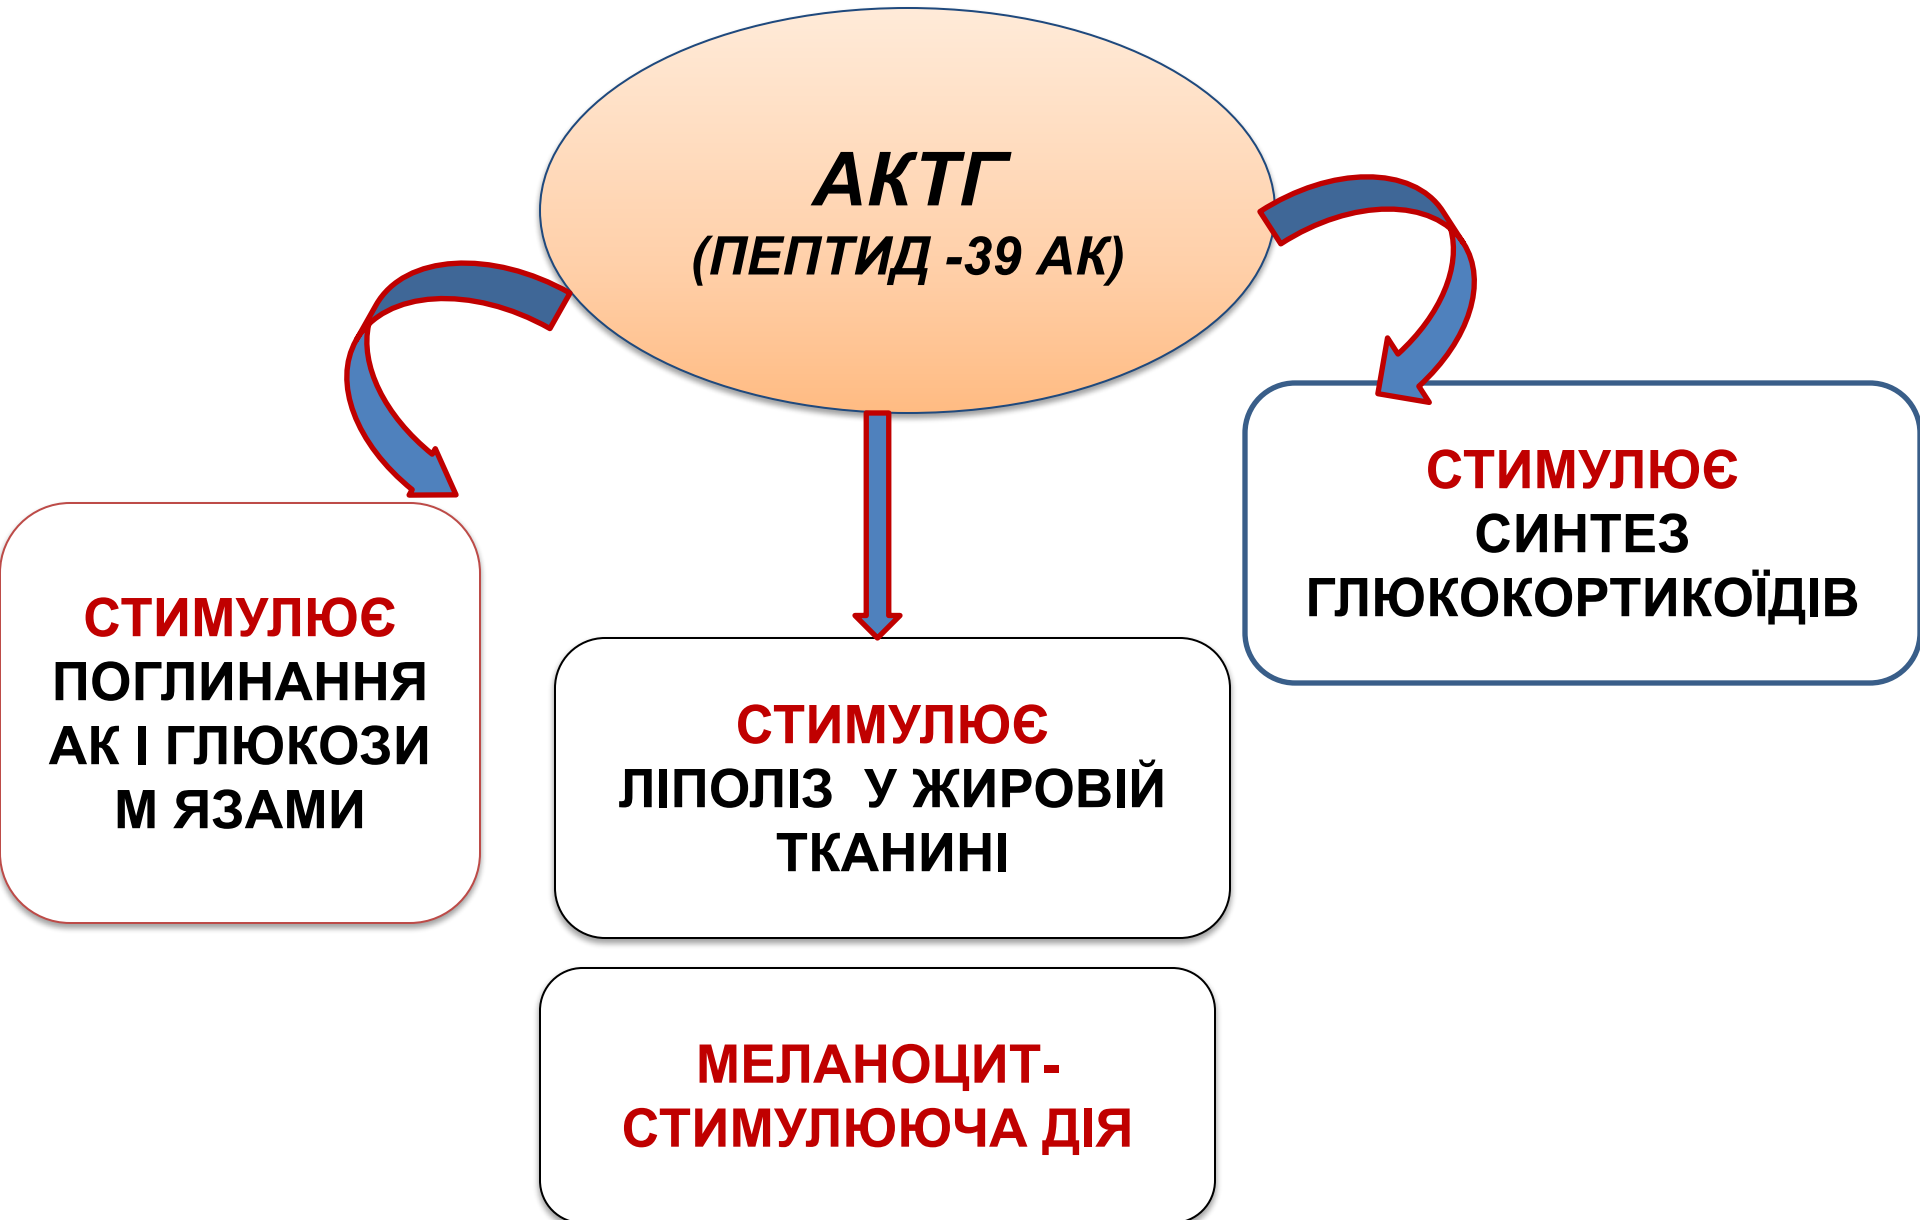 АКТГ
(ПЕПТИД -39 АК)
СТИМУЛЮЄ
ПОГЛИНАННЯ
АК І ГЛЮКОЗИ
М ЯЗАМИ
СТИМУЛЮЄ
ЛІПОЛІЗ У ЖИРОВІЙ
ТКАНИНІ
СТИМУЛЮЄ
СИНТЕЗ
ГЛЮКОКОРТИКОЇДІВ
МЕЛАНОЦИТ-
СТИМУЛЮЮЧА ДІЯ